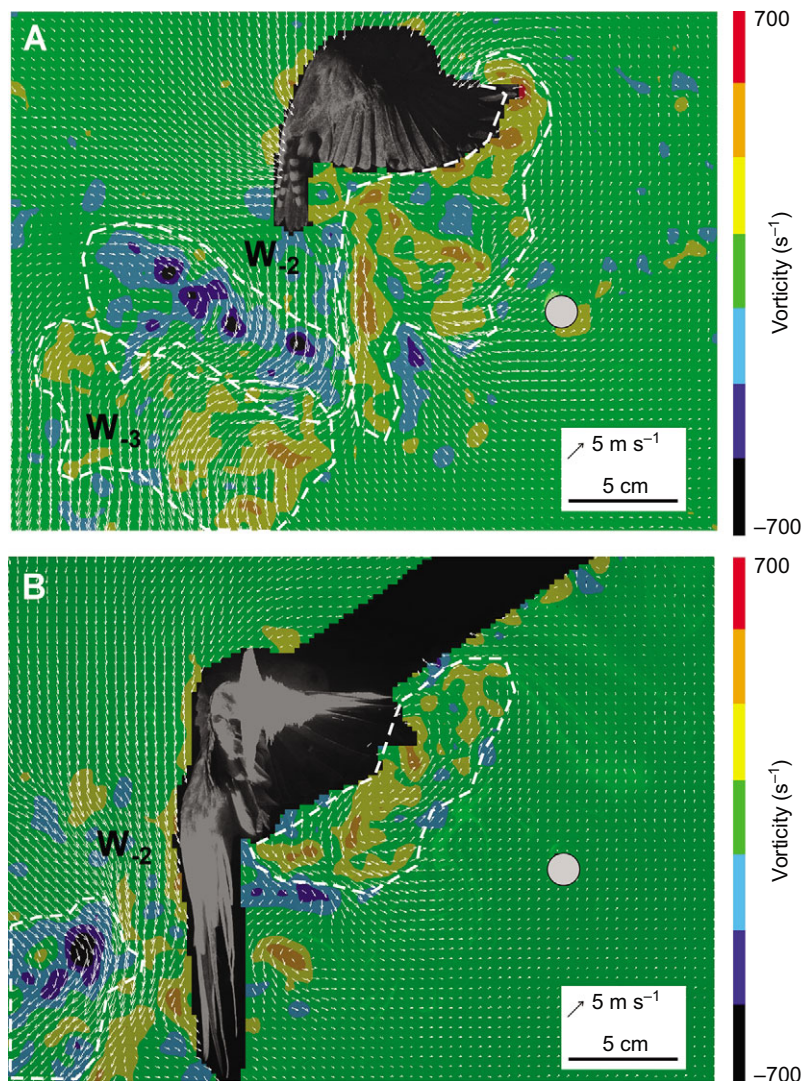 A
700
W-2
W-3
Vorticity (s–1)
5 m s–1
5 cm
–700
B
700
W-2
Vorticity (s–1)
5 m s–1
5 cm
–700